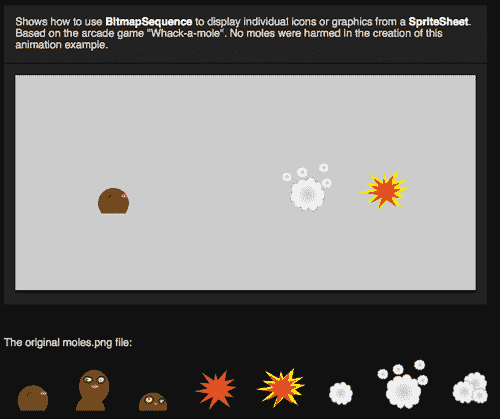 Shows how to use BitmapSequence to display individual icons or graphics from a SpriteSheet.
Based on the arcade game "Whack-a-mole". No moles were harmed in the creation of this
animation example.
The original moles.png file: